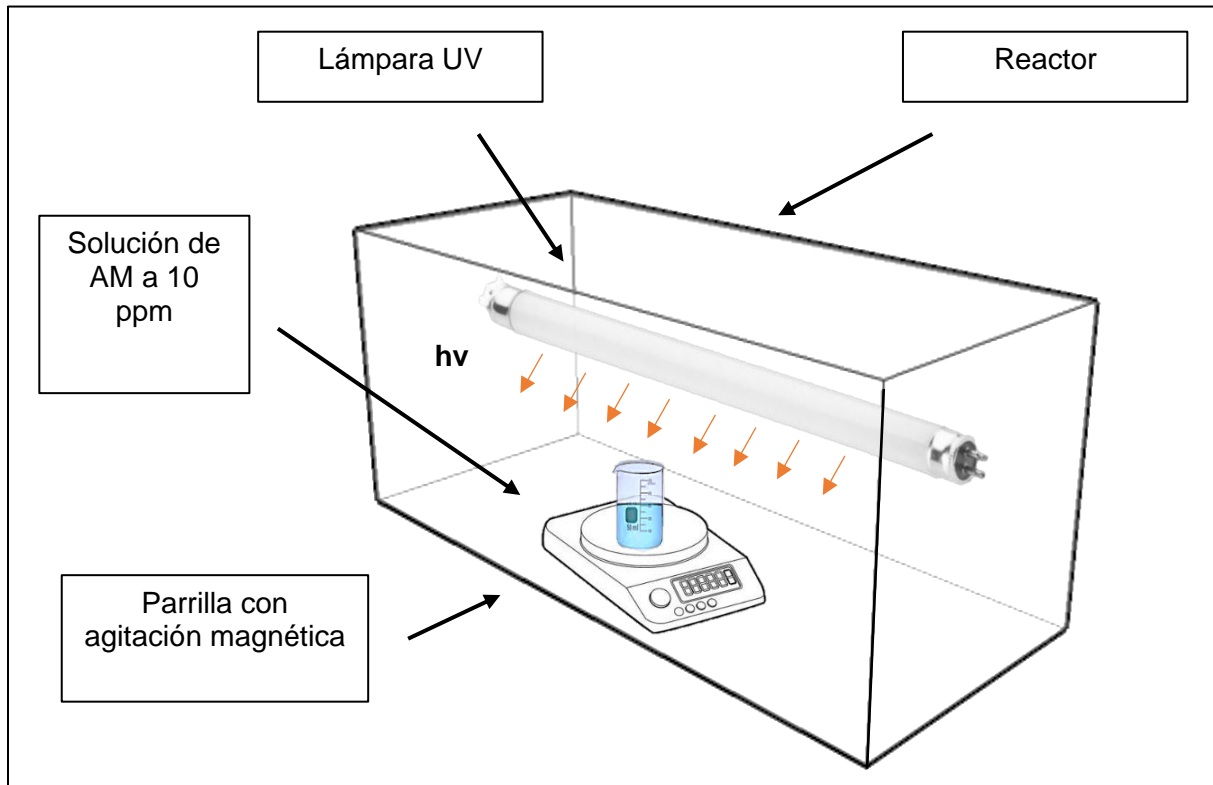 Lámpara UV
Reactor
Solución de
AM a 10
ppm
hv
Parrilla con
agitación magnética